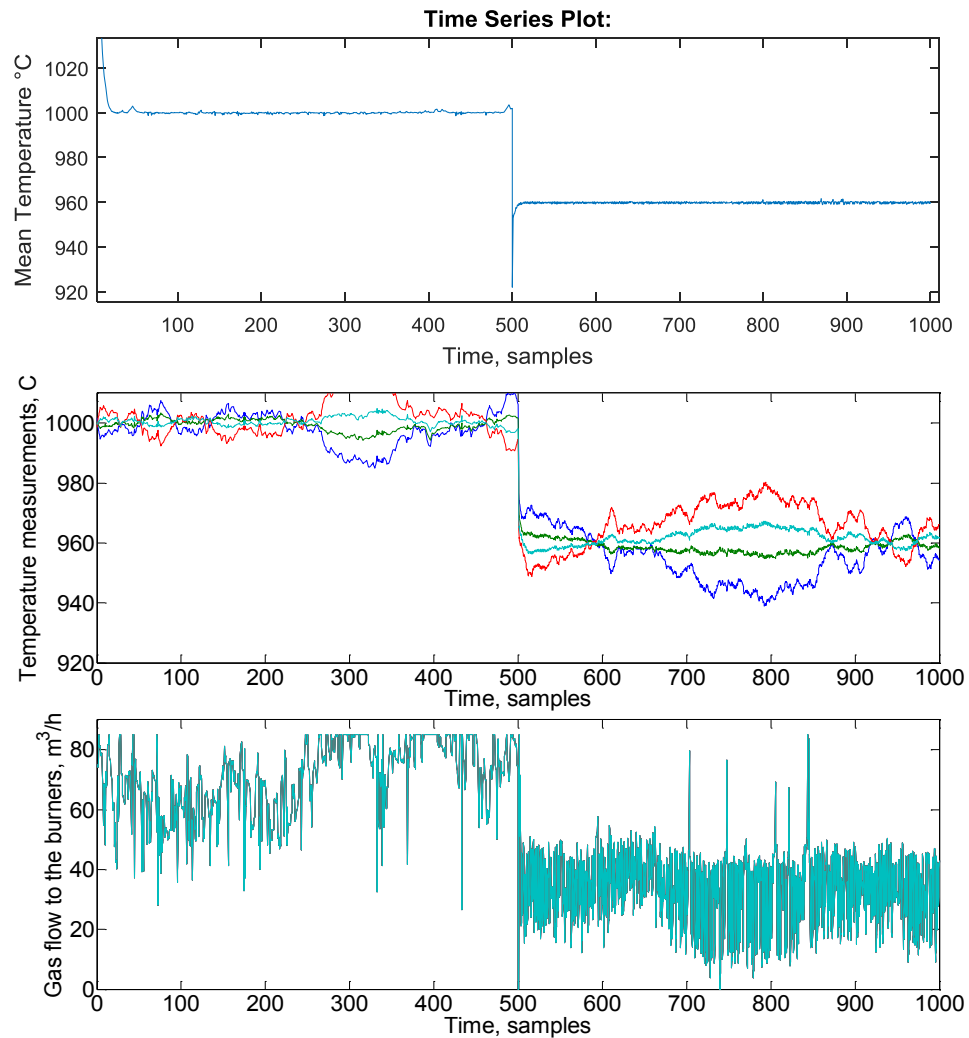 Time Series Plot:
Mean Temperature °C
1020
1000
980
960
940
920
100 200 300 400 500 600 700 800 900 1000
Time, samples
Temperature measurements, C
1000
980
960
940
920
0 100 200 300 400 500 600 700 800 900 1000
Time, samples
Gas flow to the burners, m³/h
80
60
40
20
0
0 100 200 300 400 500 600 700 800 900 1000
Time, samples